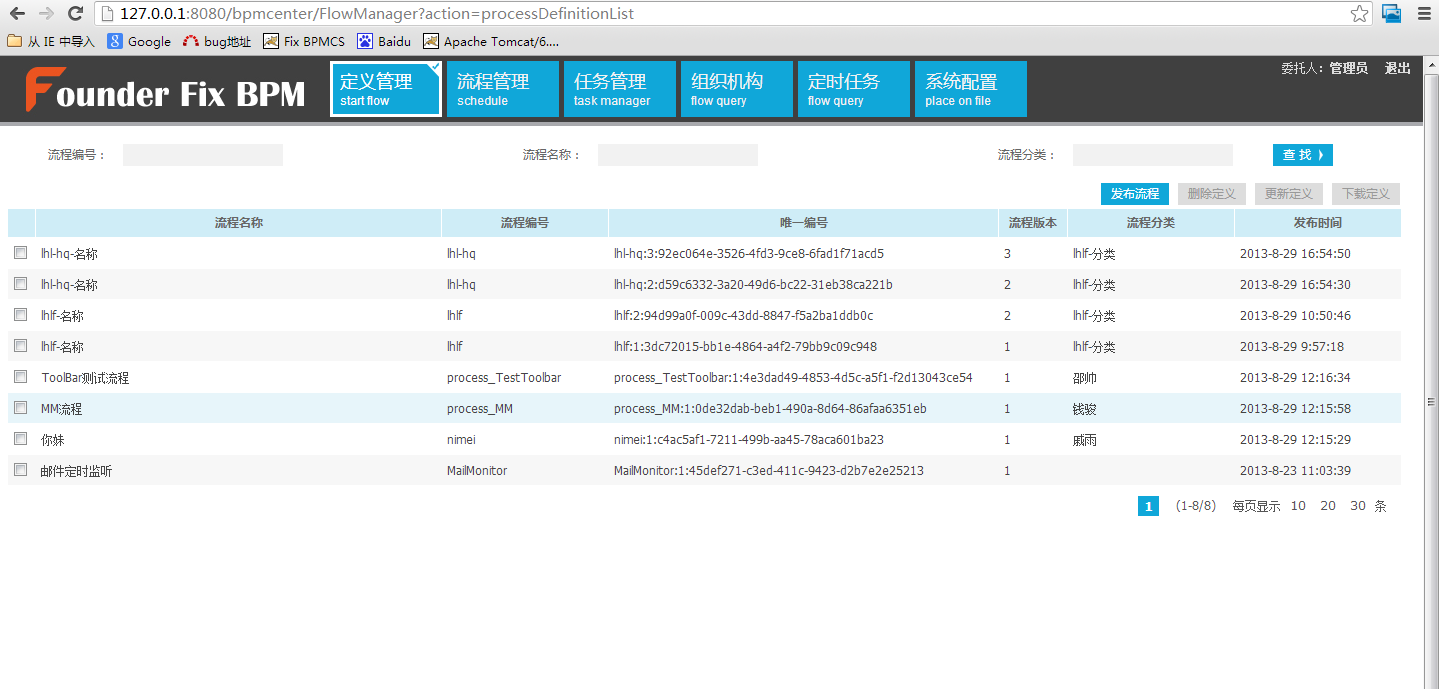 127.0.0.1:8080/bpmcenter/FlowManager?action=processDefinitionList
从 IE 中导入 Google bug地址 Fix BPMCS Baidu Apache Tomcat/6....
Founder Fix BPM
定义管理 流程管理 任务管理 组织机构 定时任务 系统配置
start flow schedule task manager flow query flow query place on file
委托人：管理员 退出
流程编号： 流程名称： 流程分类： 查 找
发布流程 删除定义 更新定义 下载定义
流程名称 流程编号 唯一编号 流程版本 流程分类 发布时间
lhl-hq-名称 lhl-hq lhl-hq:3:92ec064e-3526-4fd3-9ce8-6fad1f71acd5 3 lhlf-分类 2013-8-29 16:54:50
lhl-hq-名称 lhl-hq lhl-hq:2:d59c6332-3a20-49d6-bc22-31eb38ca221b 2 lhlf-分类 2013-8-29 16:54:30
lhlf-名称 lhlf lhlf:2:94d99a0f-009c-43dd-8847-f5a2ba1ddb0c 2 lhlf-分类 2013-8-29 10:50:46
lhlf-名称 lhlf lhlf:1:3dc72015-bb1e-4864-a4f2-79bb9c09c948 1 lhlf-分类 2013-8-29 9:57:18
ToolBar测试流程 process_TestToolbar process_TestToolbar:1:4e3dad49-4853-4d5c-a5f1-f2d13043ce54 1 邵帅 2013-8-29 12:16:34
MM流程 process_MM process_MM:1:0de32dab-beb1-490a-8d64-86afaa6351eb 1 钱骏 2013-8-29 12:15:58
你妹 nimei nimei:1:c4ac5af1-7211-499b-aa45-78aca601ba23 1 戚雨 2013-8-29 12:15:29
邮件定时监听 MailMonitor MailMonitor:1:45def271-c3ed-411c-9423-d2b7e2e25213 1 2013-8-23 11:03:39
1 (1-8/8) 每页显示 10 20 30 条